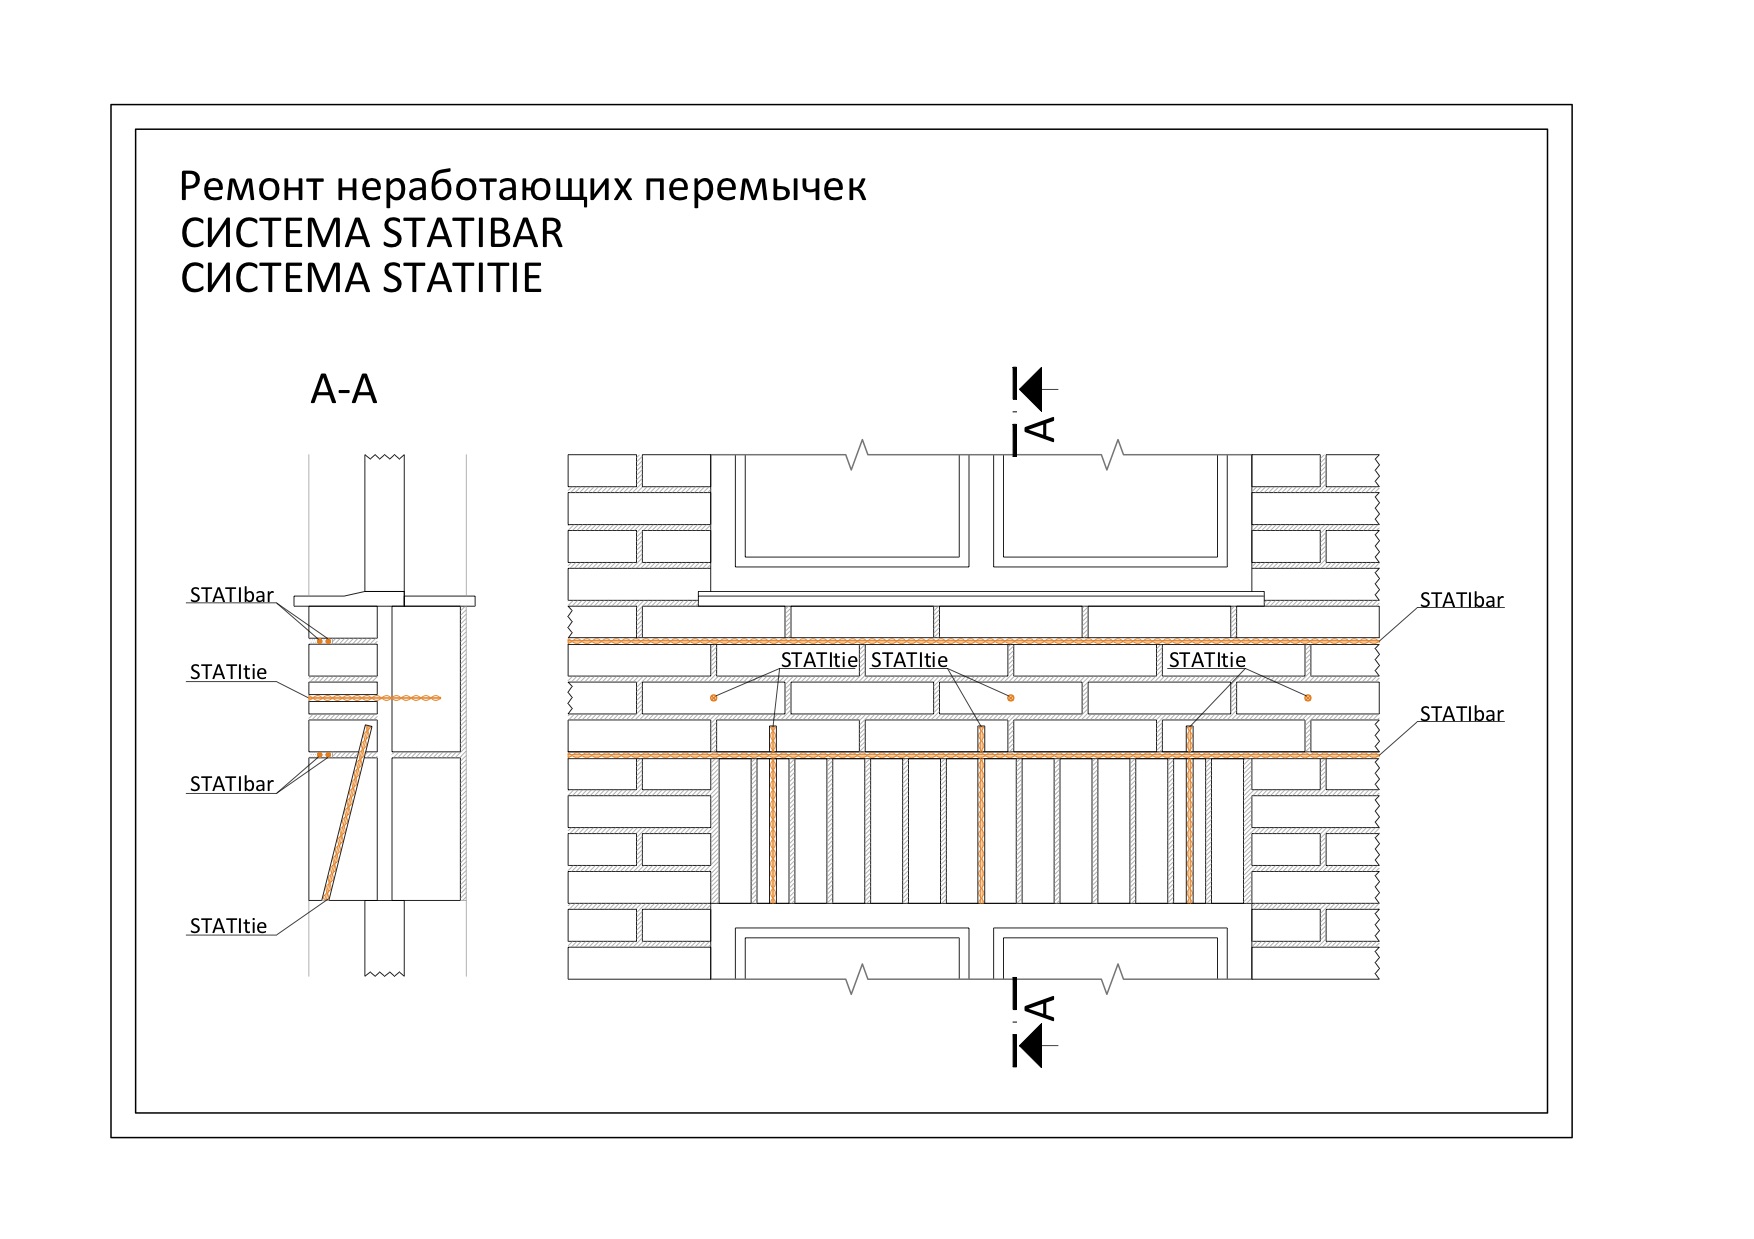 Ремонт неработающих перемычек
СИСТЕМА STATIBAR
СИСТЕМА STATITIE
A-A
A
STATIbar
STATIbar
STATItie
STATItie STATItie STATItie
STATIbar
STATIbar
STATItie
A